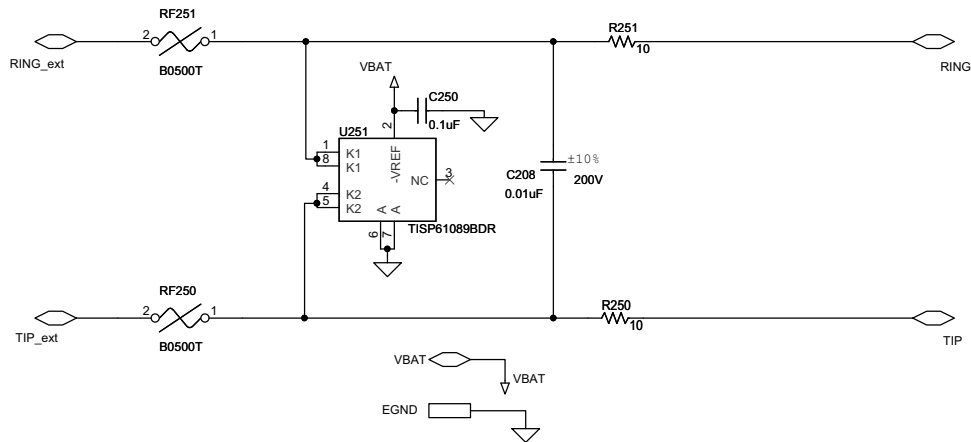 RF251
R251
2
1
10
RING_ext
B0500T
RING
VBAT
C250
0.1uF
U251
2
1
K1
8
K1
-VREF
NC
3
4
K2
5
K2
A
A
6
7
TISP61089BDR
±10%
C208
0.01uF
200V
RF250
R250
2
1
10
TIP_ext
B0500T
TIP
VBAT
VBAT
EGND